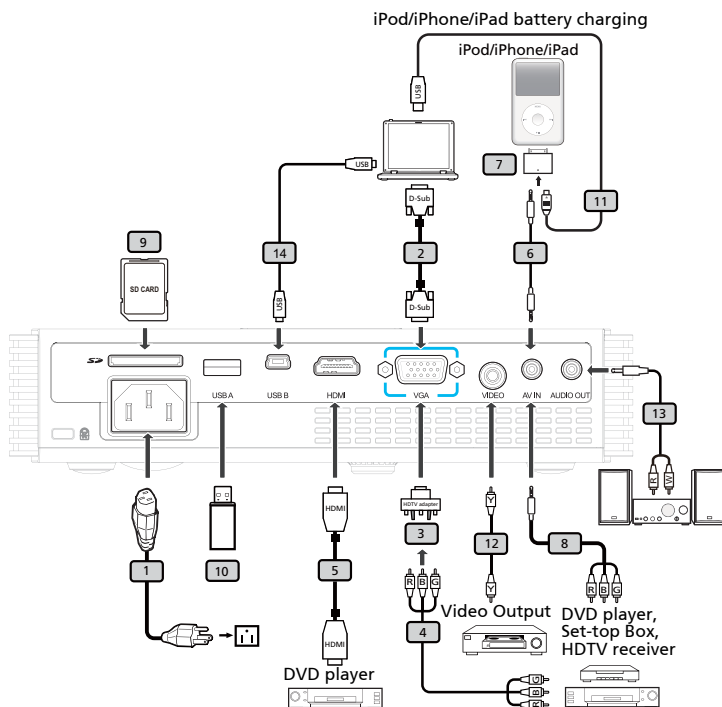 iPod/iPhone/iPad battery charging
iPod/iPhone/iPad
USB
7
USB
D-Sub
11
9
14
2
6
SD CARD
USB
D-Sub
USB A
USB B
HDMI
VGA
VIDEO
AV IN
AUDIO OUT
13
R
W
HDMI
HDTV adapter
Y
3
1
10
5
12
8
R
B
G
Y
R
B
G
4
Video Output
DVD player,
Set-top Box,
HDTV receiver
HDMI
DVD player
G
B
R